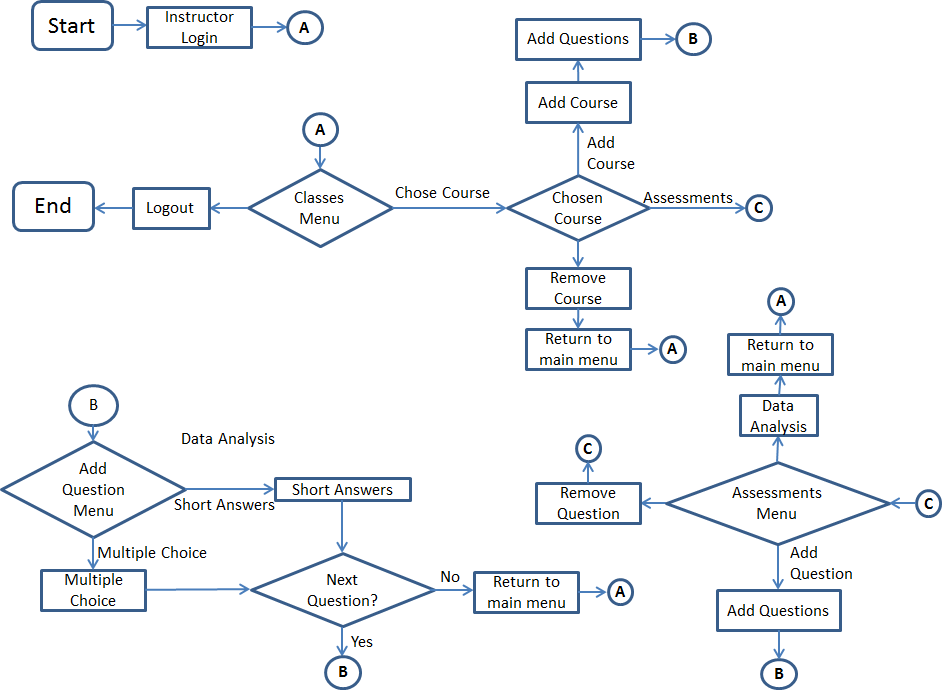 Start
Instructor
Login
A
Add Questions
B
Add Course
Add
Course
A
Classes
Menu
Chose Course
Chosen
Course
Assessments
C
End
Logout
Remove
Course
Return to
main menu
A
A
Return to
main menu
Data
Analysis
B
Add
Question
Menu
Data Analysis
Short Answers
Short Answers
C
Remove
Question
Assessments
Menu
C
Multiple Choice
Multiple
Choice
Next
Question?
No
Return to
main menu
A
Yes
B
Add
Question
Add Questions
B